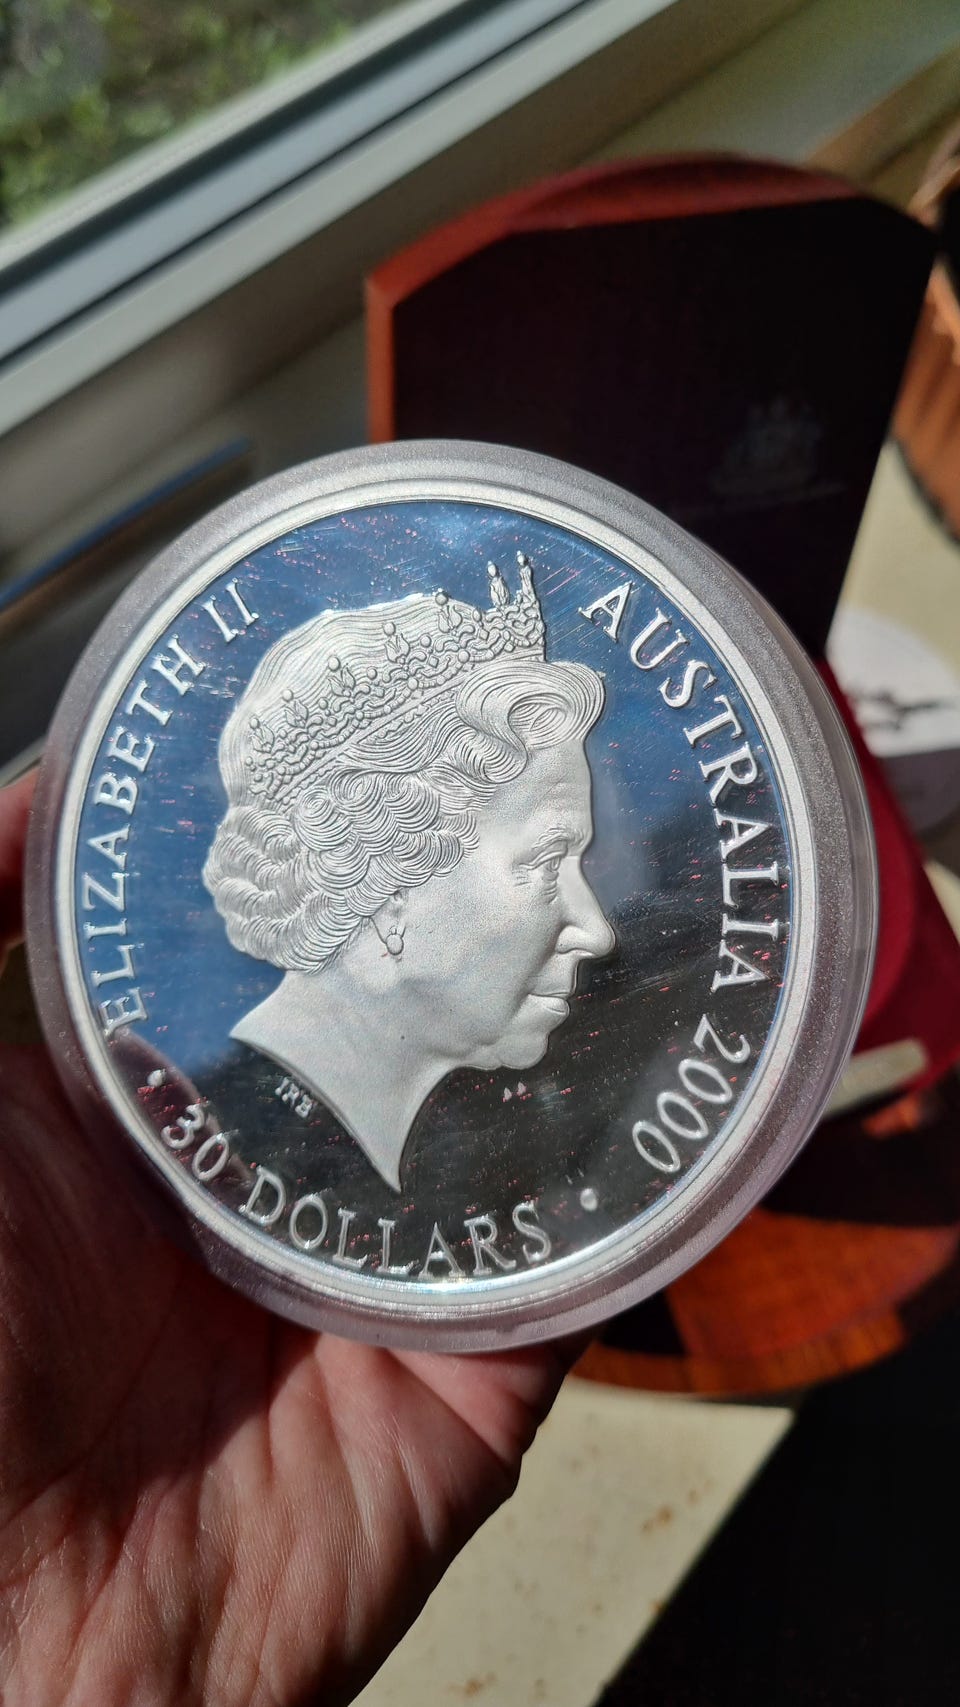 ELIZABETH II
AUSTRALIA 2000
IRB
· 30 DOLLARS ·